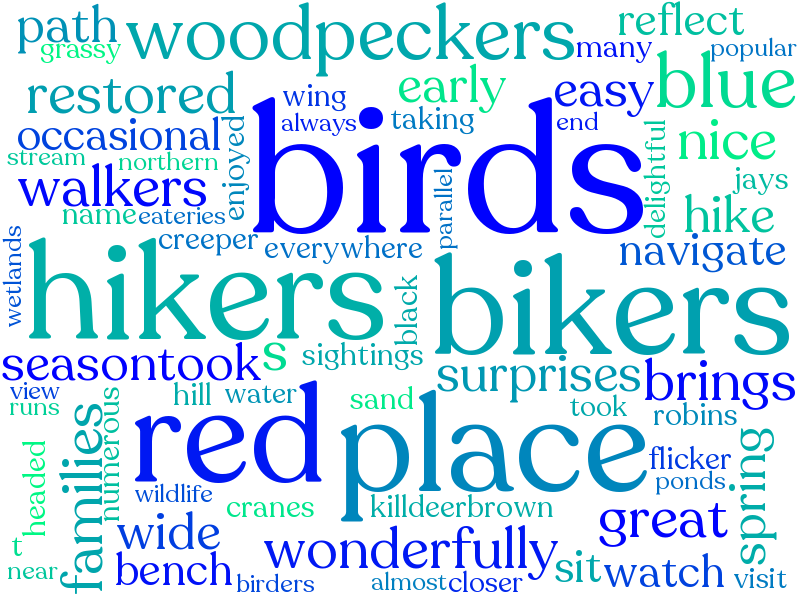 path
grassy
woodpeckers
many
reflect
popular
restored
wing
early
easy
blue
occasional
always
taking
end
stream
northern
enjoyed
birds
delightful
nice
walkers
parallel
jays
name
eateries
hike
creeper
everywhere
navigate
wetlands
hikers
black
bikers
seasontook
s
sightings
surprises
brings
view
runs
hill
water
red
sand
place
took
robins
families
numerous
headed
wildlife
cranes
killdeerbrown
flicker
ponds
spring
t
wide
great
near
bench
wonderfully
birders
almost
closer
sit
watch
visit